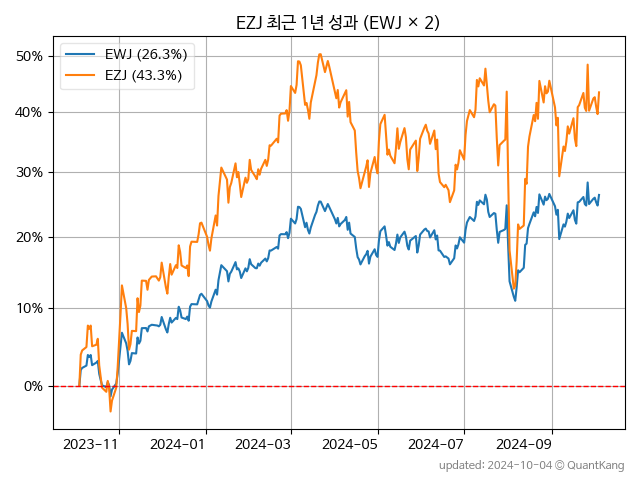 EZJ 최근 1년 성과 (EWJ × 2)
EWJ (26.3%)
EZJ (43.3%)
50%
40%
30%
20%
10%
0%
2023-11 2024-01 2024-03 2024-05 2024-07 2024-09
updated: 2024-10-04 © QuantKang